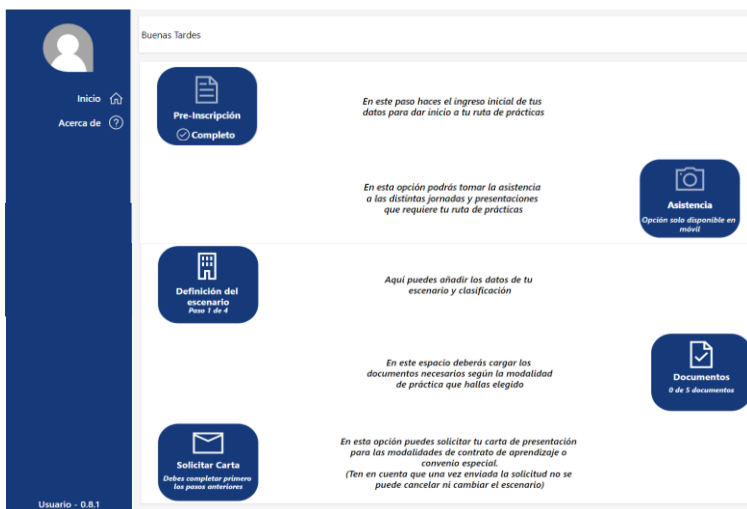 Buenas Tardes
Inicio
Acerca de
Pre-Inscripción
Completo
En este paso haces el ingreso inicial de tus
datos para dar inicio a tu ruta de prácticas
En esta opción podrás tomar la asistencia
a las distintas jornadas y presentaciones
que requiere tu ruta de prácticas
Asistencia
Opción solo disponible en
móvil
Definición del
escenario
Paso 1 de 4
Aquí puedes añadir los datos de tu
escenario y clasificación
En este espacio deberás cargar los
documentos necesarios según la modalidad
de práctica que hallas elegido
Documentos
0 de 5 documentos
Solicitar Carta
Debes completar primero
los pasos anteriores
En esta opción puedes solicitar tu carta de presentación
para las modalidades de contrato de aprendizaje o
convenio especial.
(Ten en cuenta que una vez enviada la solicitud no se
puede cancelar ni cambiar el escenario)
Usuario - 0.8.1